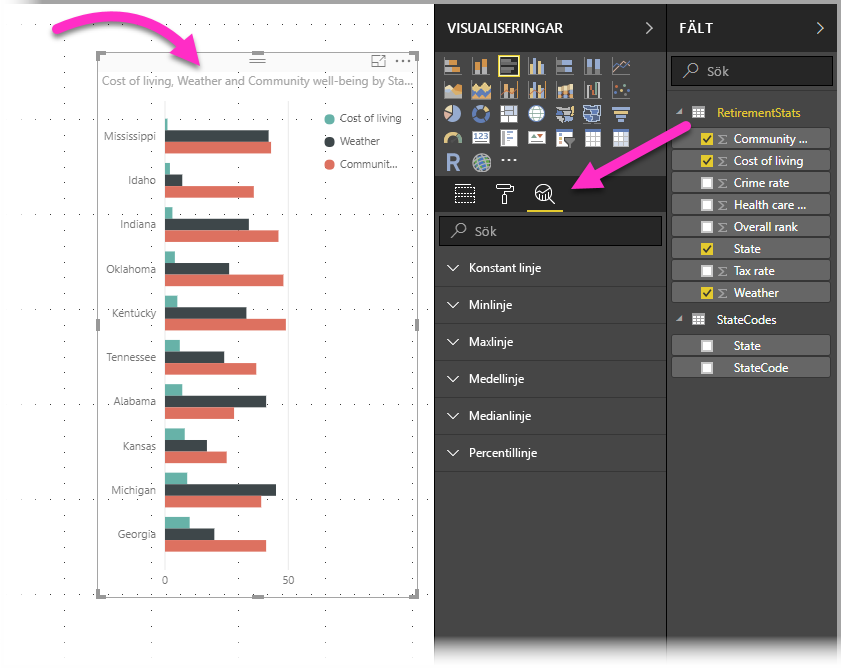 Cost of living, Weather and Community well-being by Sta...
Cost of living
Weather
Communit...
Mississippi
Idaho
Indiana
Oklahoma
Kentucky
Tennessee
Alabama
Kansas
Michigan
Georgia
0
50
VISUALISERINGAR
123
R
Sök
Konstant linje
Minlinje
Maxlinje
Medellinje
Medianlinje
Percentillinje
FÄLT
Sök
RetirementStats
Σ Community ...
Σ Cost of living
Σ Crime rate
Σ Health care ...
Σ Overall rank
State
Σ Tax rate
Σ Weather
StateCodes
State
StateCode